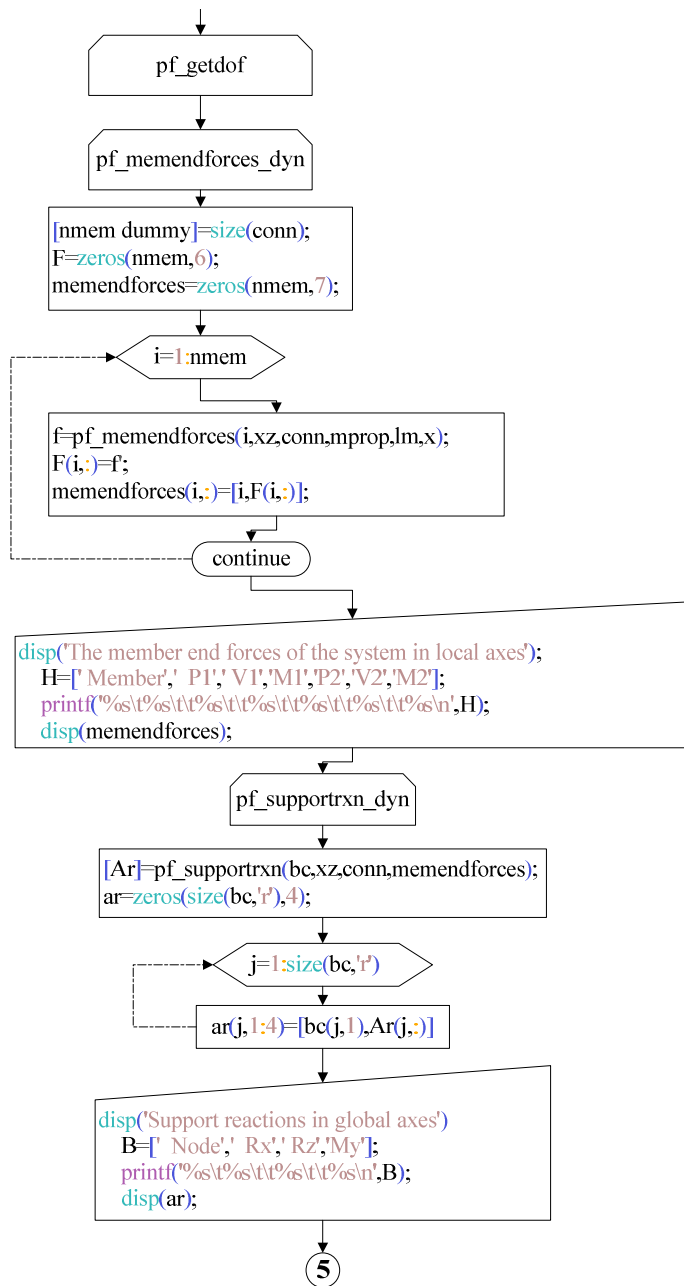 pf_getdof
pf_memendforces_dyn
[nmem dummy]=size(conn);
F=zeros(nmem,6);
memendforces=zeros(nmem,7);
i=1:nmem
f=pf_memendforces(i,xz,conn,mprop,lm,x);
F(i,:)=f';
memendforces(i,:)=[i,F(i,:)];
continue
disp('The member end forces of the system in local axes');
H=[' Member','  P1',' V1','M1','P2','V2','M2'];
printf('%s\t%s\t\t%s\t\t%s\t\t%s\t\t%s\t\t%s\n',H);
disp(memendforces);
pf_supportrxn_dyn
[Ar]=pf_supportrxn(bc,xz,conn,memendforces);
ar=zeros(size(bc,'r'),4);
j=1:size(bc,'r')
ar(j,1:4)=[bc(j,1),Ar(j,:)]
disp('Support reactions in global axes')
B=['  Node','  Rx',' Rz','My'];
printf('%s\t%s\t\t%s\t\t%s\n',B);
disp(ar);
5